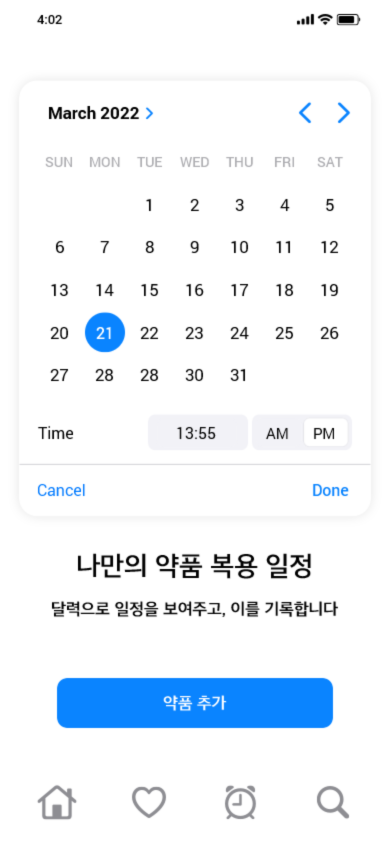 4:02
March 2022
SUN MON TUE WED THU FRI SAT
1 2 3 4 5
6 7 8 9 10 11 12
13 14 15 16 17 18 19
20 21 22 23 24 25 26
27 28 28 30 31
Time 13:55 AM PM
Cancel Done
나만의 약품 복용 일정
달력으로 일정을 보여주고, 이를 기록합니다
약품 추가